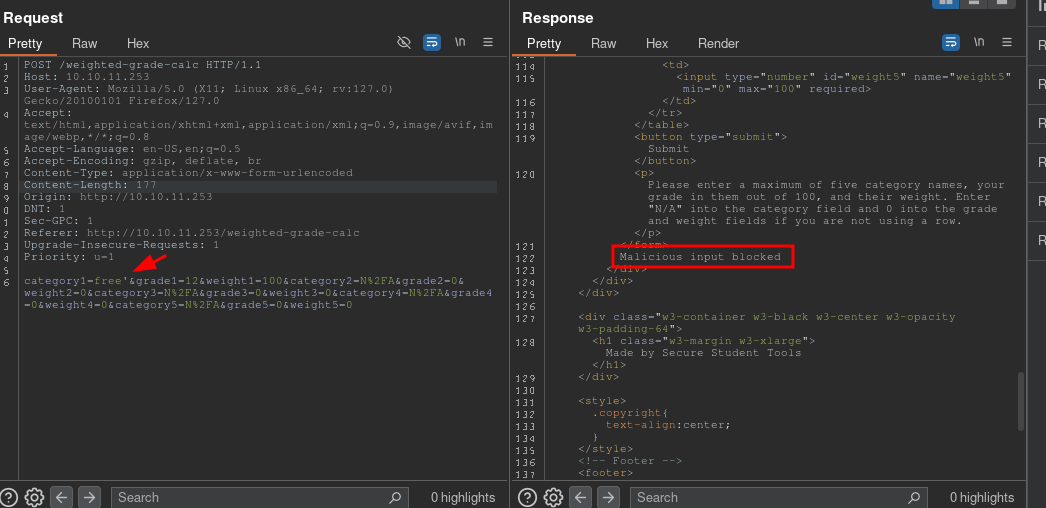 Request
Pretty Raw Hex
\n
1 POST /weighted-grade-calc HTTP/1.1
2 Host: 10.10.11.253
3 User-Agent: Mozilla/5.0 (X11; Linux x86_64; rv:127.0)
Gecko/20100101 Firefox/127.0
4 Accept:
text/html,application/xhtml+xml,application/xml;q=0.9,image/avif,im
age/webp,*/*;q=0.8
5 Accept-Language: en-US,en;q=0.5
6 Accept-Encoding: gzip, deflate, br
7 Content-Type: application/x-www-form-urlencoded
8 Content-Length: 177
9 Origin: http://10.10.11.253
0 DNT: 1
1 Sec-GPC: 1
2 Referer: http://10.10.11.253/weighted-grade-calc
3 Upgrade-Insecure-Requests: 1
4 Priority: u=1
5
6 category1=free'&grade1=12&weight1=100&category2=N%2FA&grade2=0&
weight2=0&category3=N%2FA&grade3=0&weight3=0&category4=N%2FA&grade4
=0&weight4=0&category5=N%2FA&grade5=0&weight5=0
Search
0 highlights
Response
Pretty Raw Hex Render
\n
114 <td>
115 <input type="number" id="weight5" name="weight5"
min="0" max="100" required>
116 </td>
117 </tr>
118 </table>
119 <button type="submit">
Submit
</button>
120 <p>
Please enter a maximum of five category names, your
grade in them out of 100, and their weight. Enter
"N/A" into the category field and 0 into the grade
and weight fields if you are not using a row.
</p>
121 </form>
122 Malicious input blocked
123 </div>
124 </div>
125 </div>
126
127 <div class="w3-container w3-black w3-center w3-opacity
w3-padding-64">
128 <h1 class="w3-margin w3-xlarge">
Made by Secure Student Tools
</h1>
129 </div>
130
131 <style>
132 .copyright{
133 text-align:center;
134 }
135 </style>
136 <!-- Footer -->
137 <footer>
Search
0 highlights